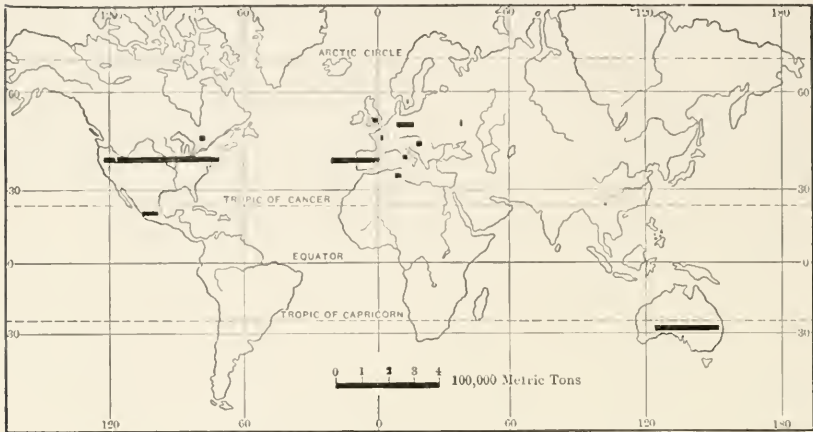 120 60 0 60 120 180
ARCTIC CIRCLE
60 60
30 30
TROPIC OF CANCER
EQUATOR
0 0
TROPIC OF CAPRICORN
30 30
0 1 2 3 4
100,000 Metric Tons
120 60 0 60 120 180